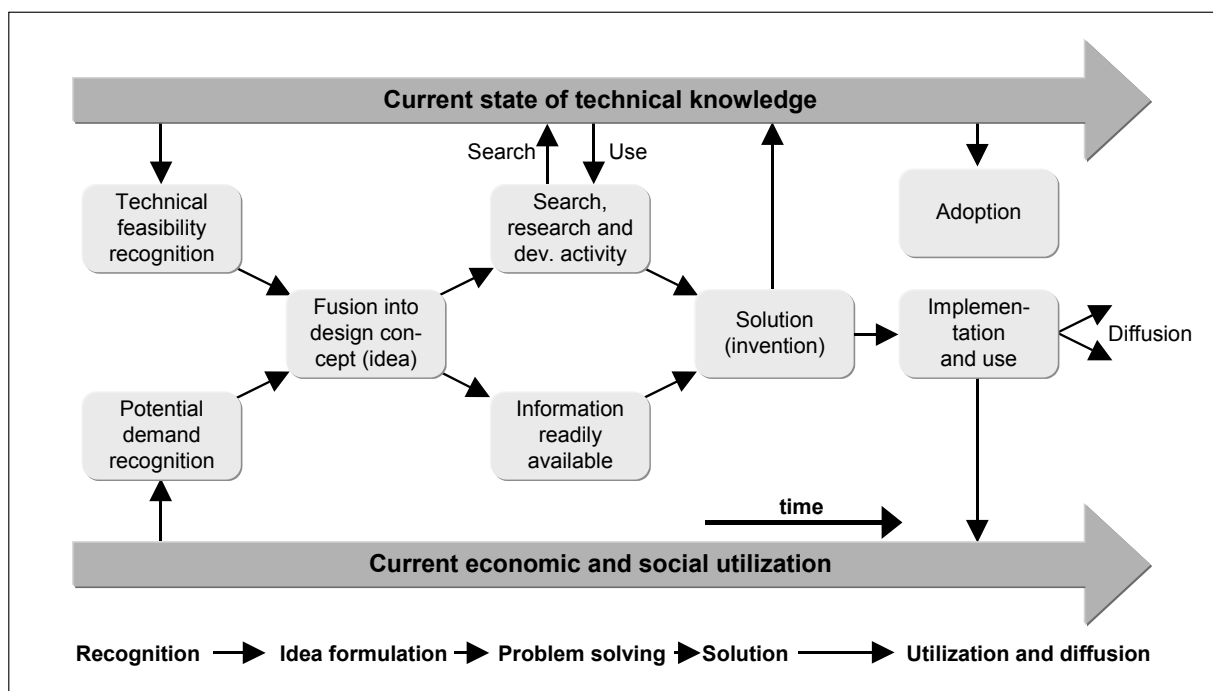 Current state of technical knowledge
Search
Use
Technical
feasibility
recognition
Search,
research and
dev. activity
Adoption
Fusion into
design con-
cept (idea)
Solution
(invention)
Implemen-
tation
and use
Diffusion
Potential
demand
recognition
Information
readily
available
time
Current economic and social utilization
Recognition Idea formulation Problem solving Solution Utilization and diffusion